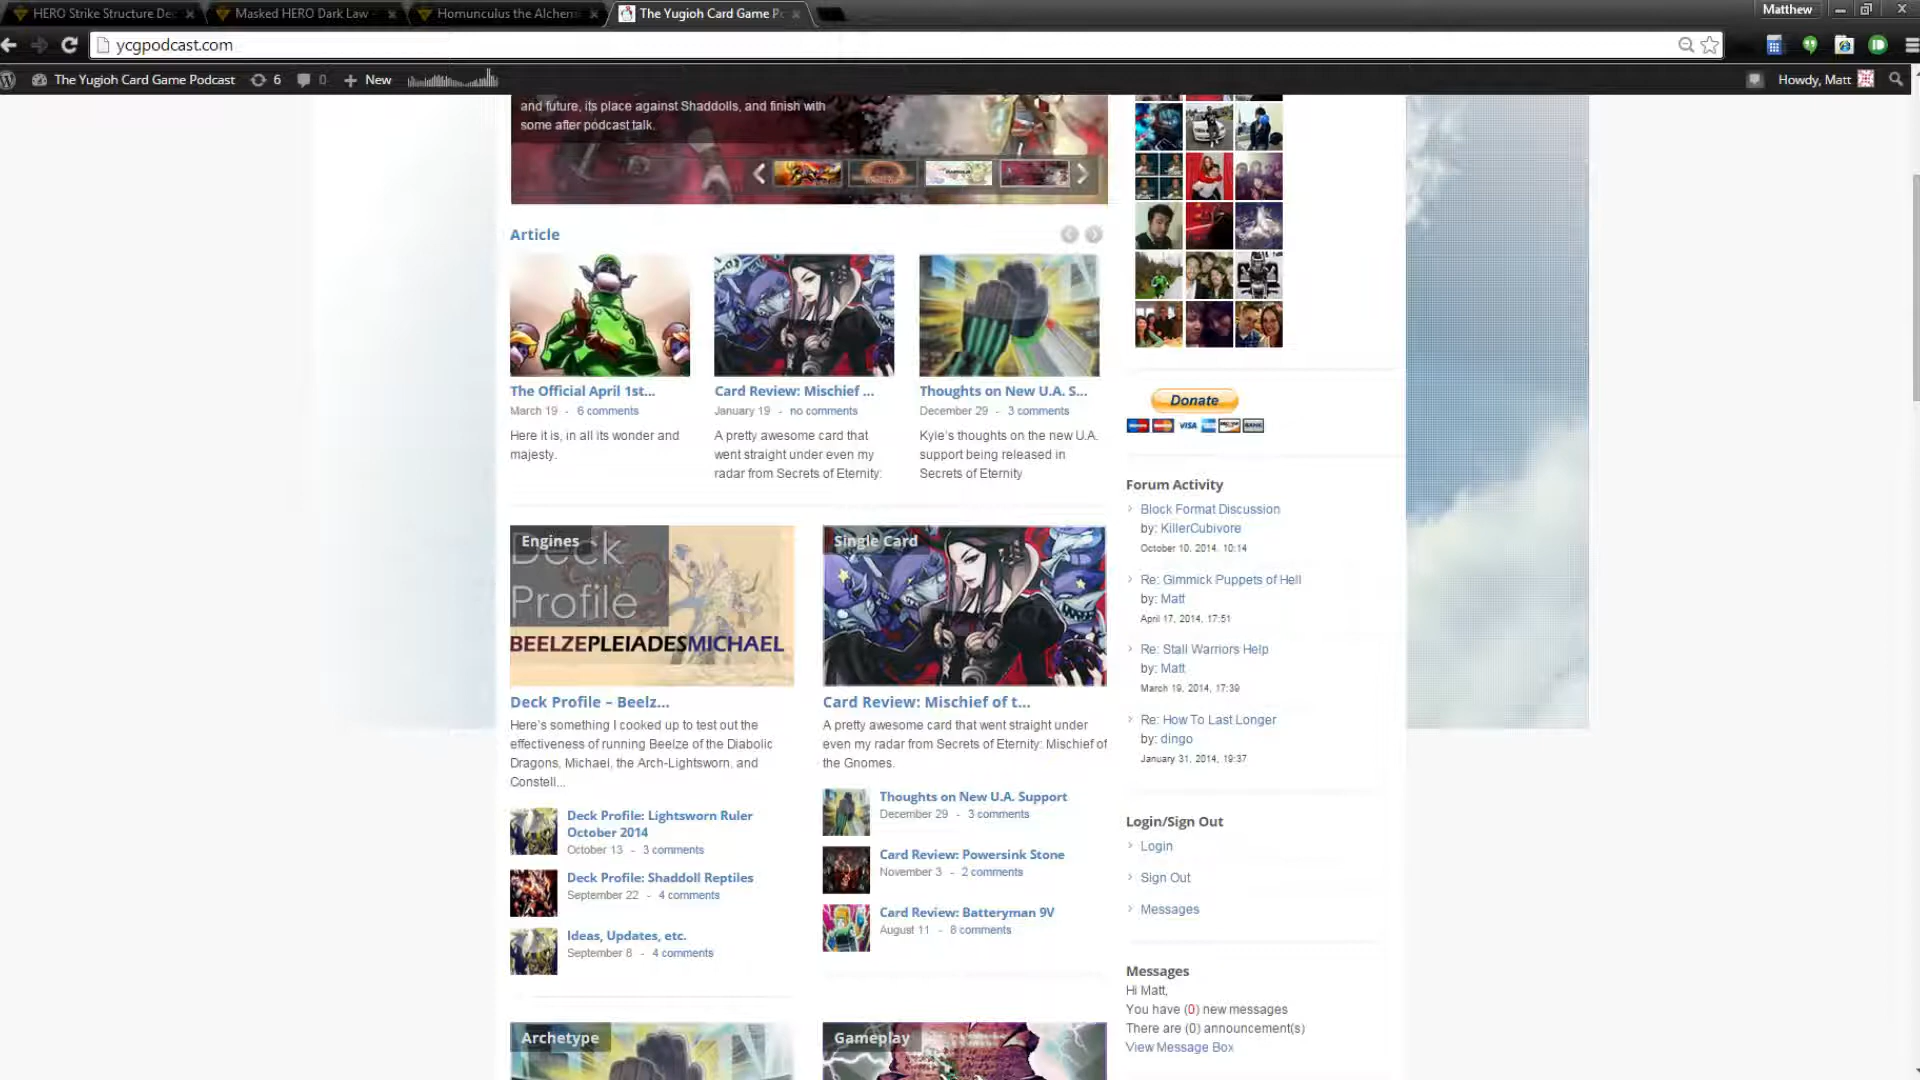 HERO Strike Structure Dec
Masked HERO Dark Law -
Homunculus the Alchem
The Yugioh Card Game Po
Matthew
ycgpodcast.com
The Yugioh Card Game Podcast
6
0
New
Howdy, Matt
and future, its place against Shaddolls, and finish with
some after podcast talk.
Article
The Official April 1st...
March 19 - 6 comments
Here it is, in all its wonder and
majesty.
Card Review: Mischief ...
January 19 - no comments
A pretty awesome card that
went straight under even my
radar from Secrets of Eternity:
Thoughts on New U.A. S...
December 29 - 3 comments
Kyle's thoughts on the new U.A.
support being released in
Secrets of Eternity
Engines
Deck
Profile
BEELZEPLEIADESMICHAEL
Deck Profile – Beelz...
Here's something I cooked up to test out the
effectiveness of running Beelze of the Diabolic
Dragons, Michael, the Arch-Lightsworn, and
Constell...
Deck Profile: Lightsworn Ruler
October 2014
October 13 - 3 comments
Deck Profile: Shaddoll Reptiles
September 22 - 4 comments
Ideas, Updates, etc.
September 8 - 4 comments
Single Card
Card Review: Mischief of t...
A pretty awesome card that went straight under
even my radar from Secrets of Eternity: Mischief of
the Gnomes.
Thoughts on New U.A. Support
December 29 - 3 comments
Card Review: Powersink Stone
November 3 - 2 comments
Card Review: Batteryman 9V
August 11 - 8 comments
Archetype
Gameplay
Donate
VISA
Forum Activity
Block Format Discussion
by: KillerCubivore
October 10, 2014, 10:14
Re: Gimmick Puppets of Hell
by: Matt
April 17, 2014, 17:51
Re: Stall Warriors Help
by: Matt
March 19, 2014, 17:39
Re: How To Last Longer
by: dingo
January 31, 2014, 19:37
Login/Sign Out
Login
Sign Out
Messages
Messages
Hi Matt,
You have (0) new messages
There are (0) announcement(s)
View Message Box